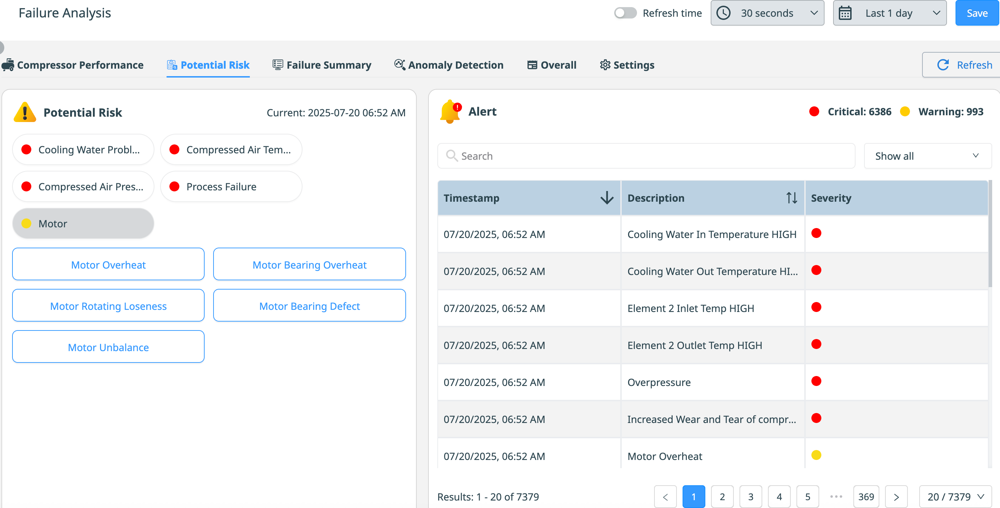 Failure Analysis
Refresh time
30 seconds
Last 1 day
Save
Compressor Performance
Potential Risk
Failure Summary
Anomaly Detection
Overall
Settings
Refresh
Potential Risk
Current: 2025-07-20 06:52 AM
Cooling Water Probl...
Compressed Air Tem...
Compressed Air Pres...
Process Failure
Motor
Motor Overheat
Motor Bearing Overheat
Motor Rotating Loseness
Motor Bearing Defect
Motor Unbalance
Alert
Critical: 6386
Warning: 993
Search
Show all
Timestamp Description Severity
07/20/2025, 06:52 AM Cooling Water In Temperature HIGH
07/20/2025, 06:52 AM Cooling Water Out Temperature HI...
07/20/2025, 06:52 AM Element 2 Inlet Temp HIGH
07/20/2025, 06:52 AM Element 2 Outlet Temp HIGH
07/20/2025, 06:52 AM Overpressure
07/20/2025, 06:52 AM Increased Wear and Tear of compr...
07/20/2025, 06:52 AM Motor Overheat
Results: 1 - 20 of 7379
< 1 2 3 4 5 ••• 369 >
20 / 7379